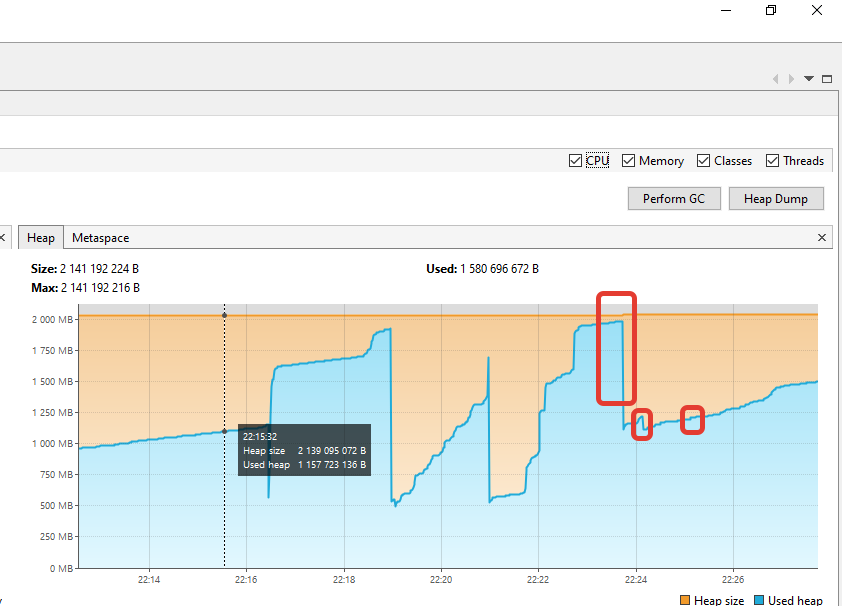 CPU Memory Classes Threads
Perform GC Heap Dump
Heap Metaspace
Size: 2 141 192 224 B Used: 1 580 696 672 B
Max: 2 141 192 216 B
2 000 MB
1 750 MB
1 500 MB
1 250 MB
1 000 MB
750 MB
500 MB
250 MB
0 MB
22:15:32
Heap size 2 139 095 072 B
Used heap 1 157 723 136 B
22:14 22:16 22:18 22:20 22:22 22:24 22:26
Heap size Used heap